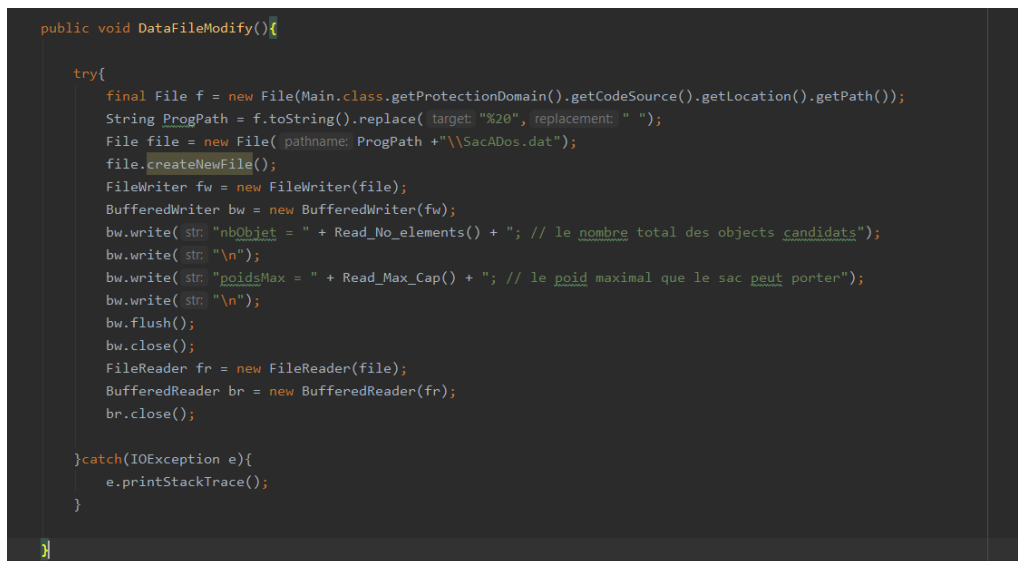 public void DataFileModify(){
try{
final File f = new File(Main.class.getProtectionDomain().getCodeSource().getLocation().getPath());
String ProgPath = f.toString().replace( target: "%20", replacement: " ");
File file = new File( pathname: ProgPath +"\\SacADos.dat");
file.createNewFile();
FileWriter fw = new FileWriter(file);
BufferedWriter bw = new BufferedWriter(fw);
bw.write( str: "nbObjet = " + Read_No_elements() + "; // le nombre total des objects candidats");
bw.write( str: "\n");
bw.write( str: "poidsMax = " + Read_Max_Cap() + "; // le poid maximal que le sac peut porter");
bw.write( str: "\n");
bw.flush();
bw.close();
FileReader fr = new FileReader(file);
BufferedReader br = new BufferedReader(fr);
br.close();
}catch(IOException e){
e.printStackTrace();
}
}